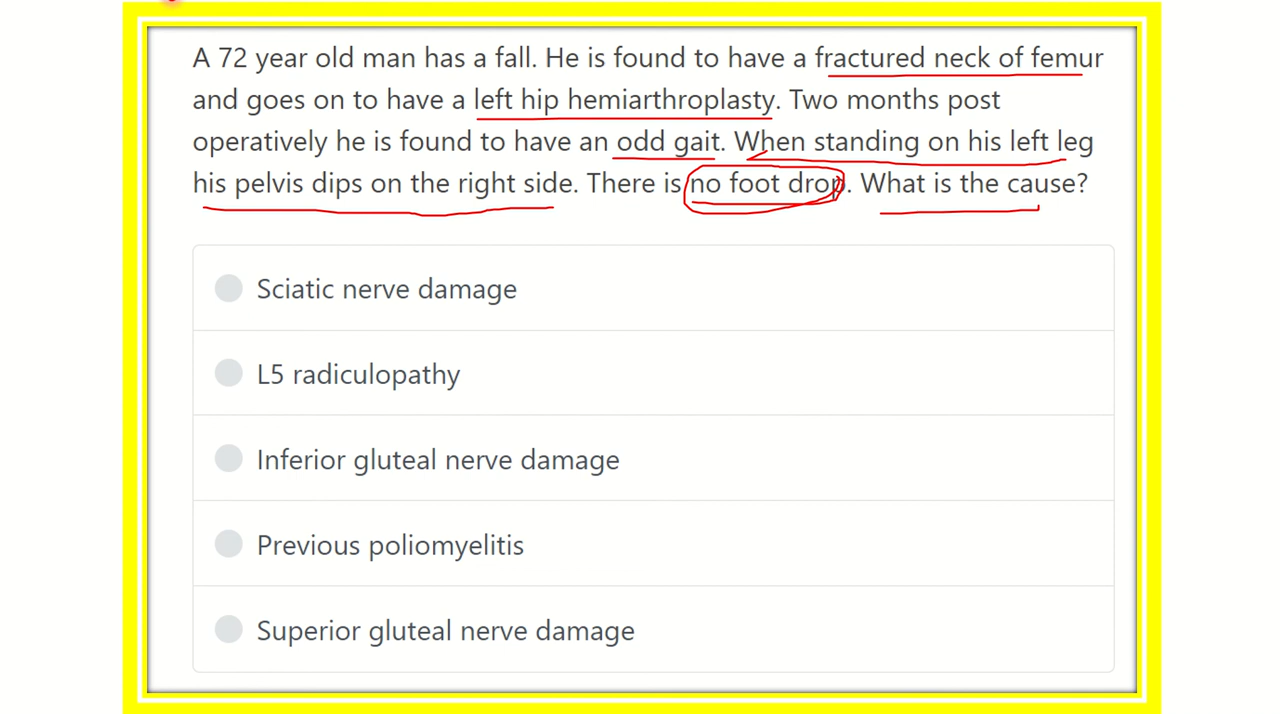 A 72 year old man has a fall. He is found to have a fractured neck of femur
and goes on to have a left hip hemiarthroplasty. Two months post
operatively he is found to have an odd gait. When standing on his left leg
his pelvis dips on the right side. There is no foot drop. What is the cause?
Sciatic nerve damage
L5 radiculopathy
Inferior gluteal nerve damage
Previous poliomyelitis
Superior gluteal nerve damage